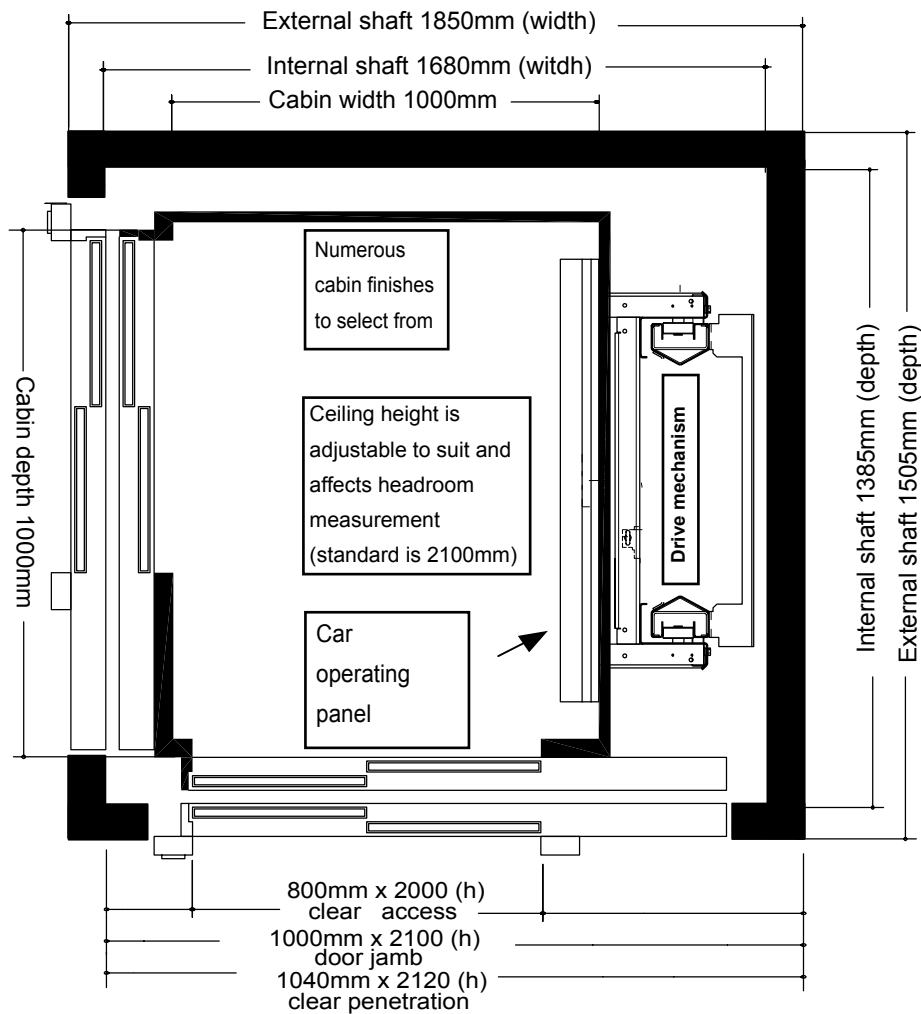 External shaft 1850mm (width)
Internal shaft 1680mm (witdh)
Cabin width 1000mm
Numerous
cabin finishes
to select from
Cabin depth 1000mm
Ceiling height is
adjustable to suit and
affects headroom
measurement
(standard is 2100mm)
Drive mechanism
Internal shaft 1385mm (depth)
External shaft 1505mm (depth)
Car
operating
panel
800mm x 2000 (h)
clear access
1000mm x 2100 (h)
door jamb
1040mm x 2120 (h)
clear penetration